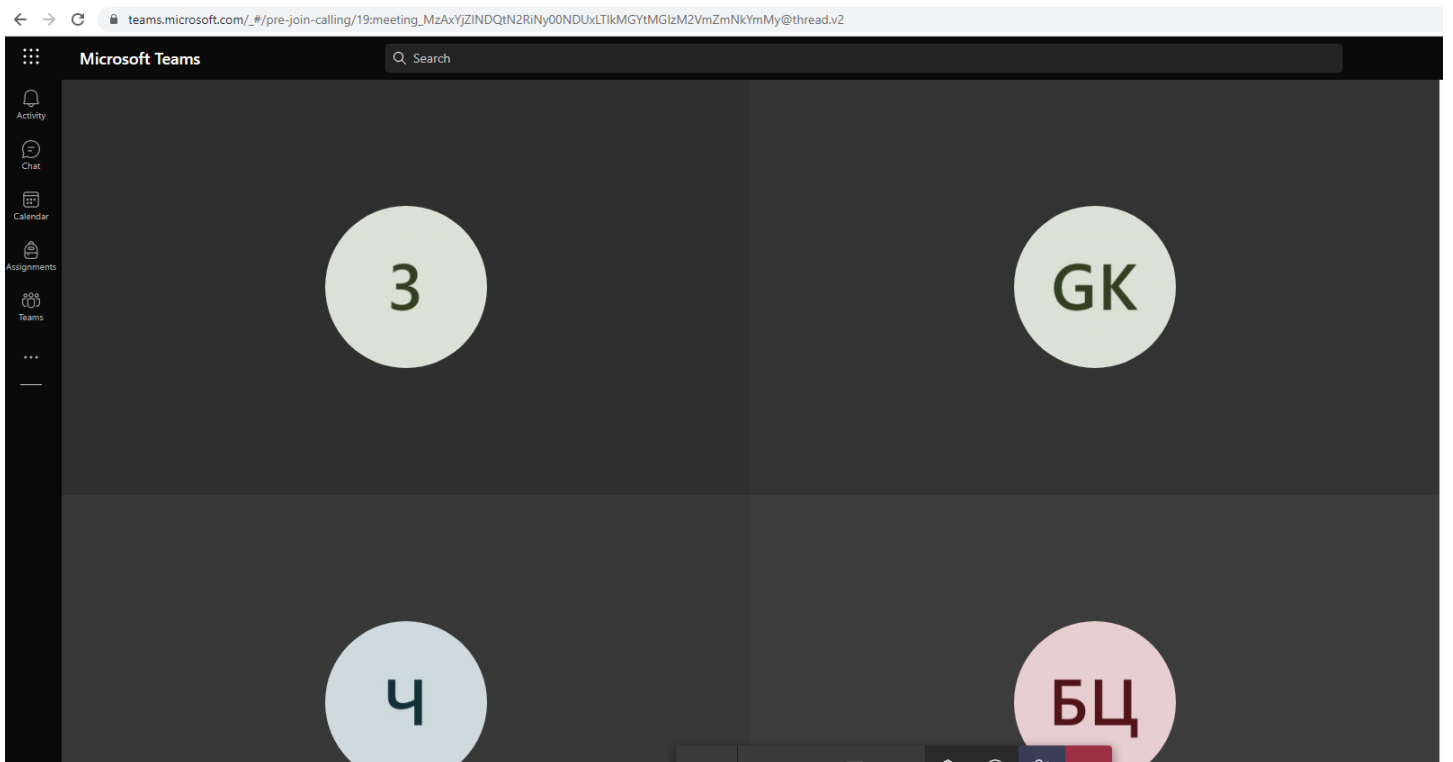 teams.microsoft.com/_#/pre-join-calling/19:meeting_MzAxYjZlNDQtN2RiNy00NDUxLTlkMGYtMGIzM2VmZmNkYmMy@thread.v2
Microsoft Teams
Search
Activity
Chat
Calendar
Assignments
Teams
З
GK
Ч
БЦ